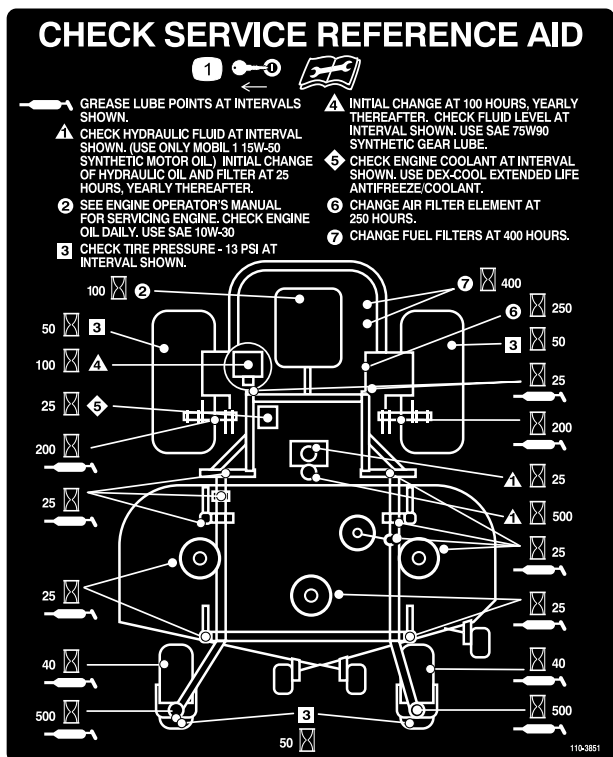 CHECK SERVICE REFERENCE AID
1
GREASE LUBE POINTS AT INTERVALS
SHOWN.
1 CHECK HYDRAULIC FLUID AT INTERVAL
SHOWN. (USE ONLY MOBIL 1 15W-50
SYNTHETIC MOTOR OIL.) INITIAL CHANGE
OF HYDRAULIC OIL AND FILTER AT 25
HOURS, YEARLY THEREAFTER.
2 SEE ENGINE OPERATOR'S MANUAL
FOR SERVICING ENGINE. CHECK ENGINE
OIL DAILY. USE SAE 10W-30
3 CHECK TIRE PRESSURE - 13 PSI AT
INTERVAL SHOWN.
4 INITIAL CHANGE AT 100 HOURS, YEARLY
THEREAFTER. CHECK FLUID LEVEL AT
INTERVAL SHOWN. USE SAE 75W90
SYNTHETIC GEAR LUBE.
5 CHECK ENGINE COOLANT AT INTERVAL
SHOWN. USE DEX-COOL EXTENDED LIFE
ANTIFREEZE/COOLANT.
6 CHANGE AIR FILTER ELEMENT AT
250 HOURS.
7 CHANGE FUEL FILTERS AT 400 HOURS.
100 2
50 3
100 4
25 5
200
25
25
40
500
7 400
6 250
3 50
25
200
1 25
1 500
25
25
40
500
3
50
110-3851